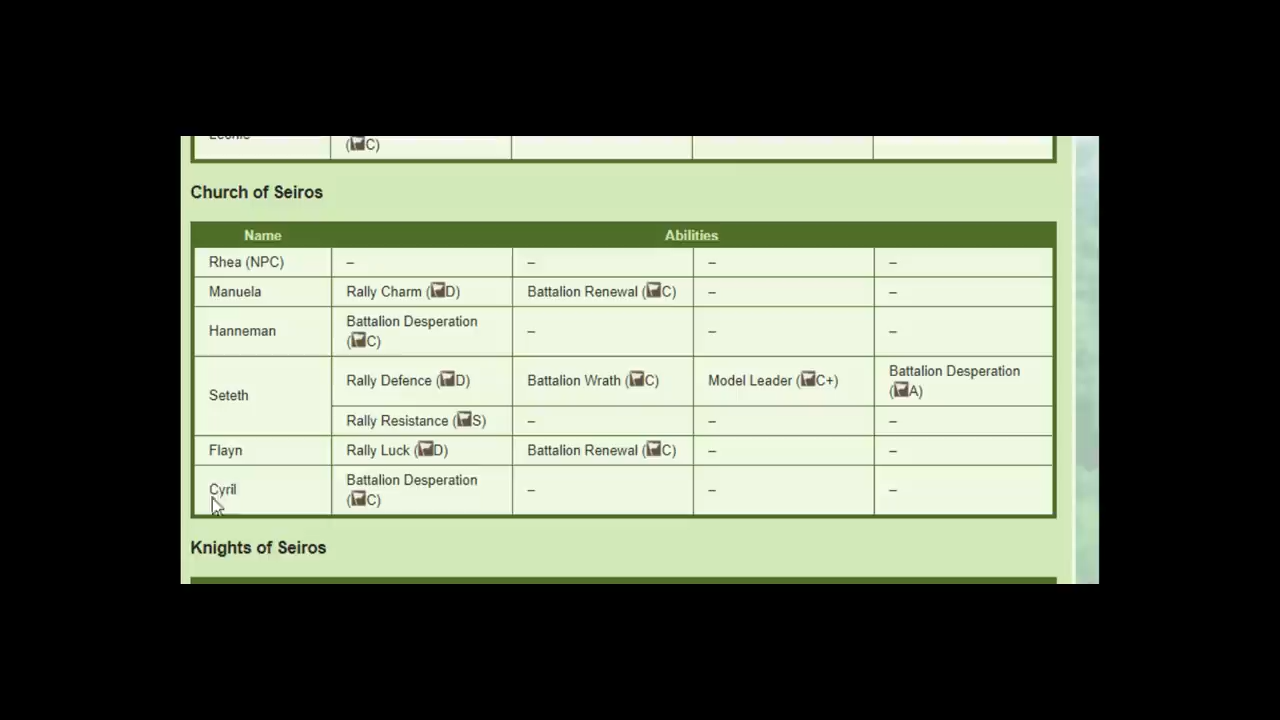 (C)
Church of Seiros
Name Abilities
Rhea (NPC) – – – –
Manuela Rally Charm (D) Battalion Renewal (C) – –
Hanneman Battalion Desperation (C) – – –
Seteth Rally Defence (D) Battalion Wrath (C) Model Leader (C+) Battalion Desperation (A)
Rally Resistance (S) – – –
Flayn Rally Luck (D) Battalion Renewal (C) – –
Cyril Battalion Desperation (C) – – –
Knights of Seiros